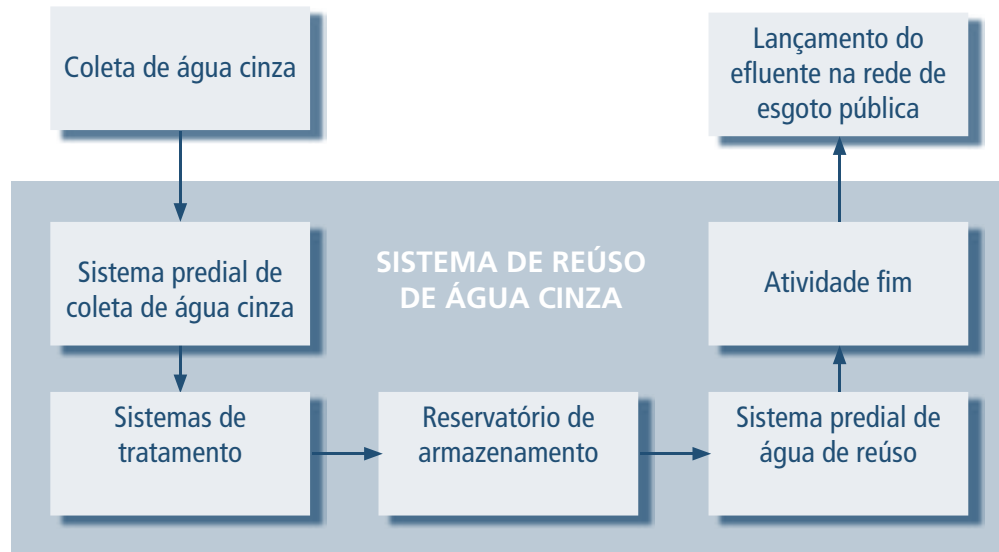 Coleta de água cinza
Lançamento do
efluente na rede de
esgoto pública
Sistema predial de
coleta de água cinza
SISTEMA DE REÚSO
DE ÁGUA CINZA
Atividade fim
Sistemas de
tratamento
Reservatório de
armazenamento
Sistema predial de
água de reúso